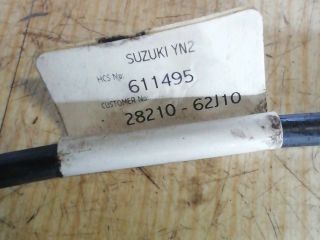 SUZUKI YN2
HCS No. 611495
CUSTOMER No.
28210 - 62J10